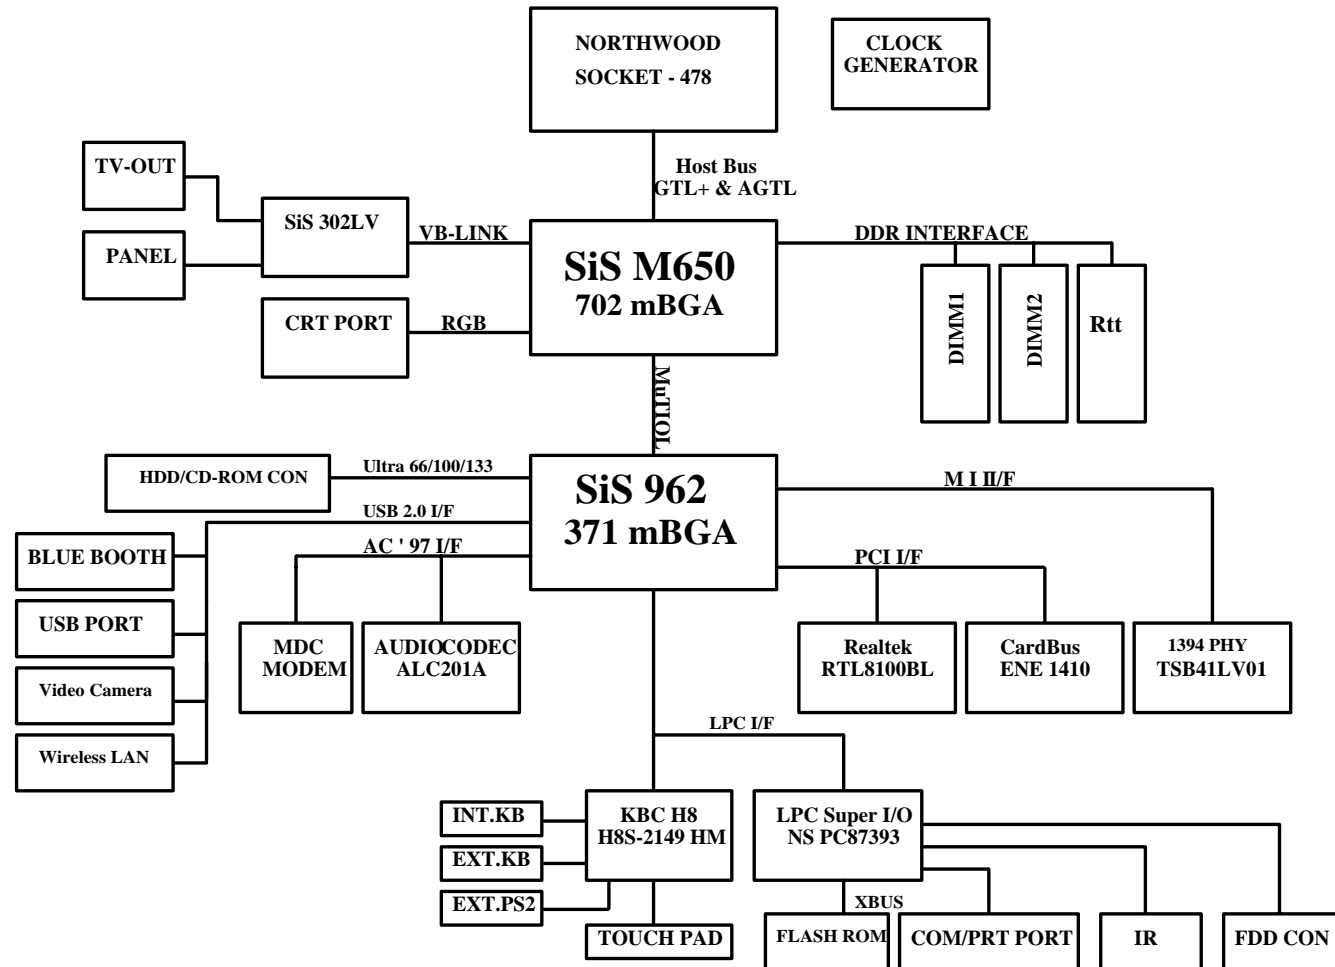 NORTHWOOD
SOCKET - 478
CLOCK
GENERATOR
Host Bus
GTL+ & AGTL
TV-OUT
SiS 302LV
VB-LINK
PANEL
SiS M650
702 mBGA
DDR INTERFACE
DIMM1
DIMM2
Rtt
CRT PORT
RGB
MuTIOL
HDD/CD-ROM CON
Ultra 66/100/133
SiS 962
371 mBGA
M I II/F
USB 2.0 I/F
AC ' 97 I/F
PCI I/F
BLUE BOOTH
USB PORT
Video Camera
Wireless LAN
MDC
MODEM
AUDIOCODEC
ALC201A
Realtek
RTL8100BL
CardBus
ENE 1410
1394 PHY
TSB41LV01
LPC I/F
INT.KB
EXT.KB
EXT.PS2
KBC H8
H8S-2149 HM
LPC Super I/O
NS PC87393
TOUCH PAD
XBUS
FLASH ROM
COM/PRT PORT
IR
FDD CON